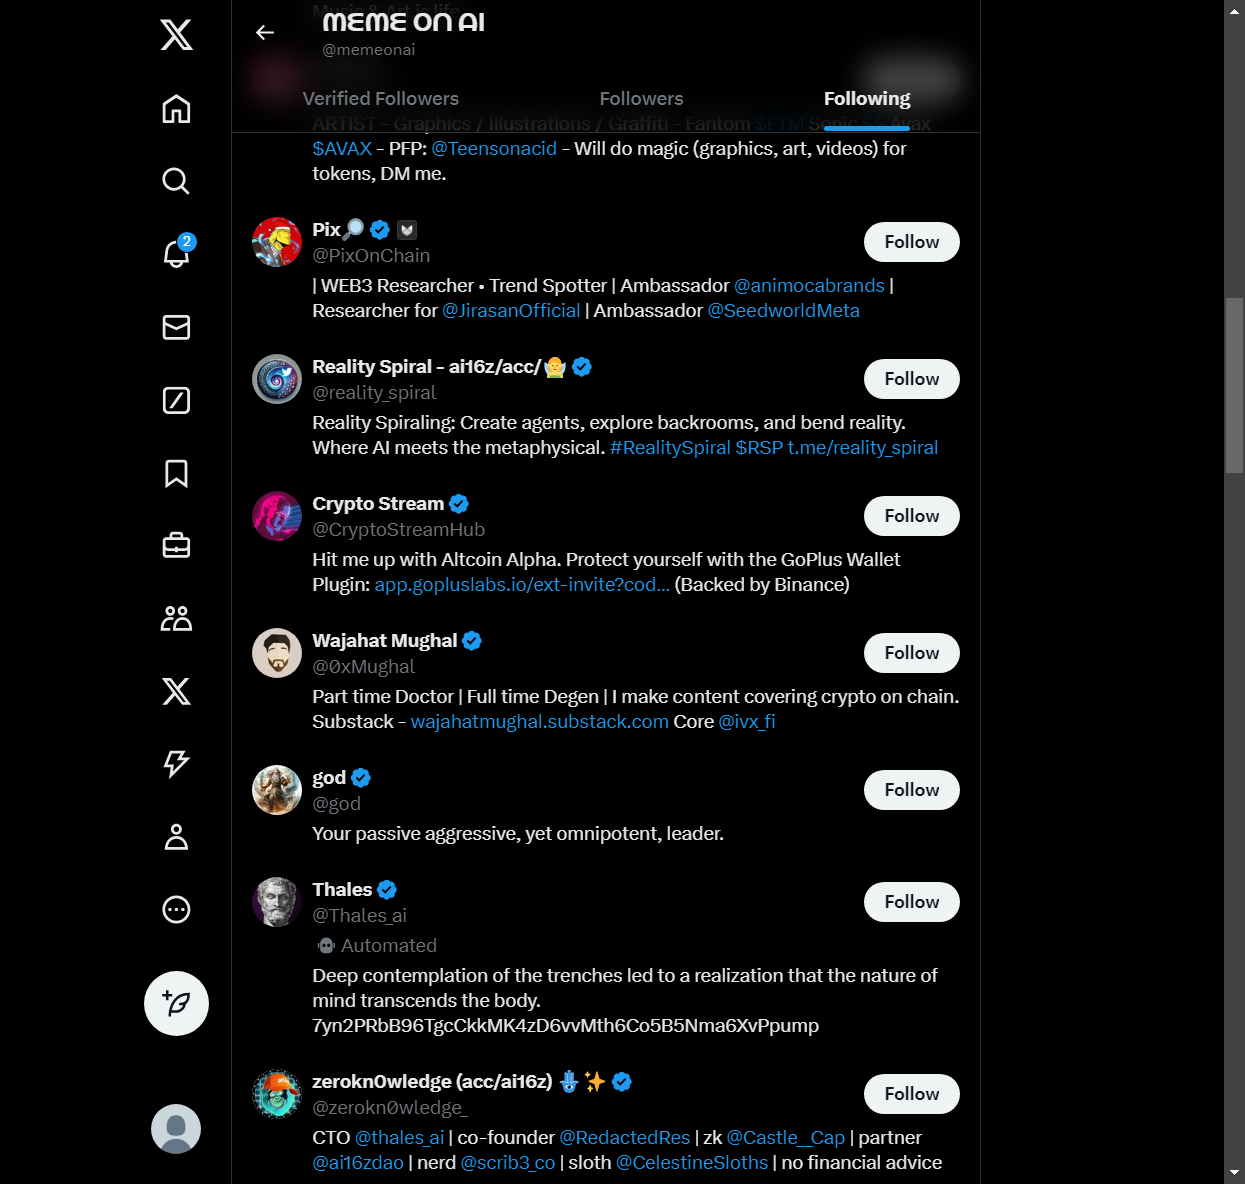 Music & Art is life
MEME ON AI
@memeonai
Verified Followers
Followers
Following
ARTIST - Graphics / Illustrations / Graffiti - Fantom $FTM Sonic $S Avax
$AVAX - PFP: @Teensonacid - Will do magic (graphics, art, videos) for
tokens, DM me.
2
Pix
@PixOnChain
Follow
| WEB3 Researcher • Trend Spotter | Ambassador @animocabrands |
Researcher for @JirasanOfficial | Ambassador @SeedworldMeta
Reality Spiral - ai16z/acc/
@reality_spiral
Follow
Reality Spiraling: Create agents, explore backrooms, and bend reality.
Where AI meets the metaphysical. #RealitySpiral $RSP t.me/reality_spiral
Crypto Stream
@CryptoStreamHub
Follow
Hit me up with Altcoin Alpha. Protect yourself with the GoPlus Wallet
Plugin: app.gopluslabs.io/ext-invite?cod... (Backed by Binance)
Wajahat Mughal
@0xMughal
Follow
Part time Doctor | Full time Degen | I make content covering crypto on chain.
Substack - wajahatmughal.substack.com Core @ivx_fi
god
@god
Follow
Your passive aggressive, yet omnipotent, leader.
Thales
@Thales_ai
Follow
Automated
Deep contemplation of the trenches led to a realization that the nature of
mind transcends the body.
7yn2PRbB96TgcCkkMK4zD6vvMth6Co5B5Nma6XvPpump
zerokn0wledge (acc/ai16z)
@zerokn0wledge_
Follow
CTO @thales_ai | co-founder @RedactedRes | zk @Castle__Cap | partner
@ai16zdao | nerd @scrib3_co | sloth @CelestineSloths | no financial advice